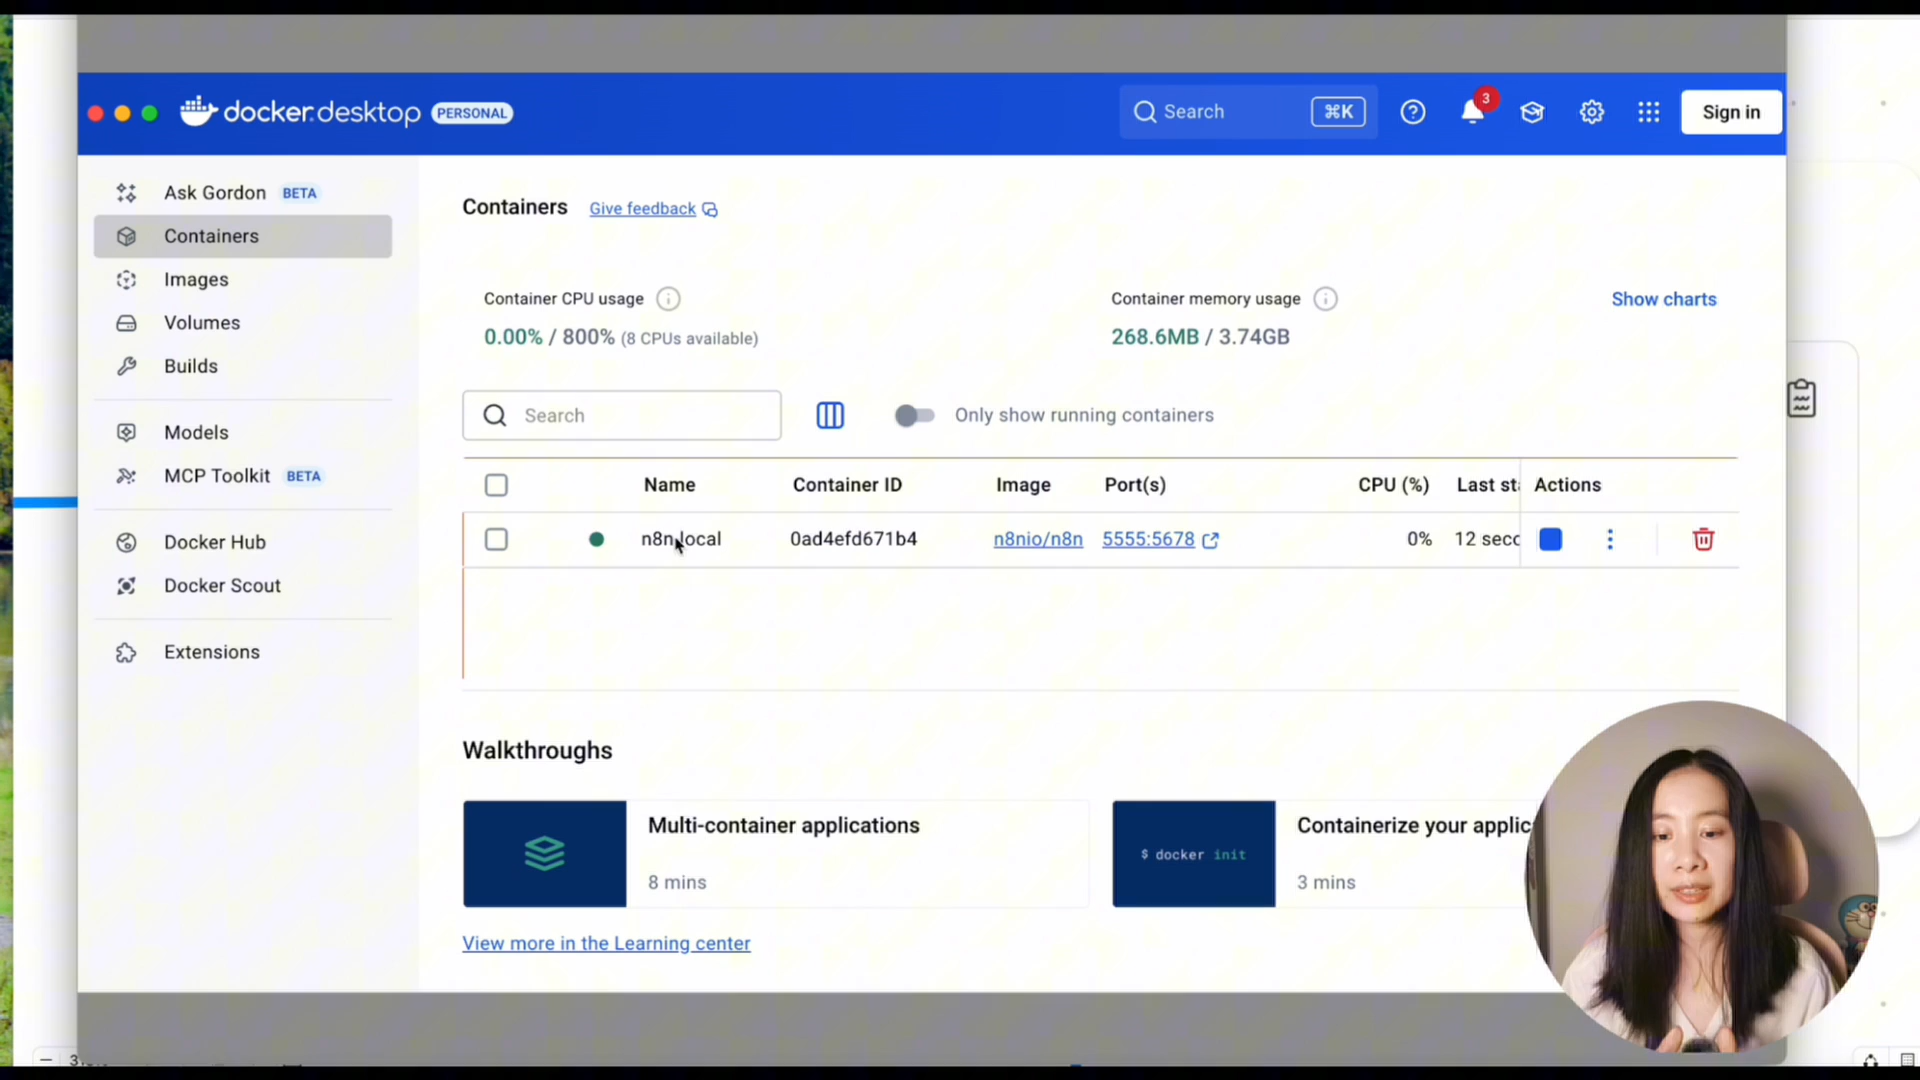 docker.desktop PERSONAL
Search ⌘K
3
Sign in
Ask Gordon BETA
Containers
Images
Volumes
Builds
Models
MCP Toolkit BETA
Docker Hub
Docker Scout
Extensions
Containers Give feedback
Container CPU usage
0.00% / 800% (8 CPUs available)
Container memory usage
268.6MB / 3.74GB
Show charts
Search
Only show running containers
Name Container ID Image Port(s) CPU (%) Last st Actions
n8n-local 0ad4efd671b4 n8nio/n8n 5555:5678 0% 12 sec
Walkthroughs
Multi-container applications
8 mins
$ docker init
Containerize your applic
3 mins
View more in the Learning center